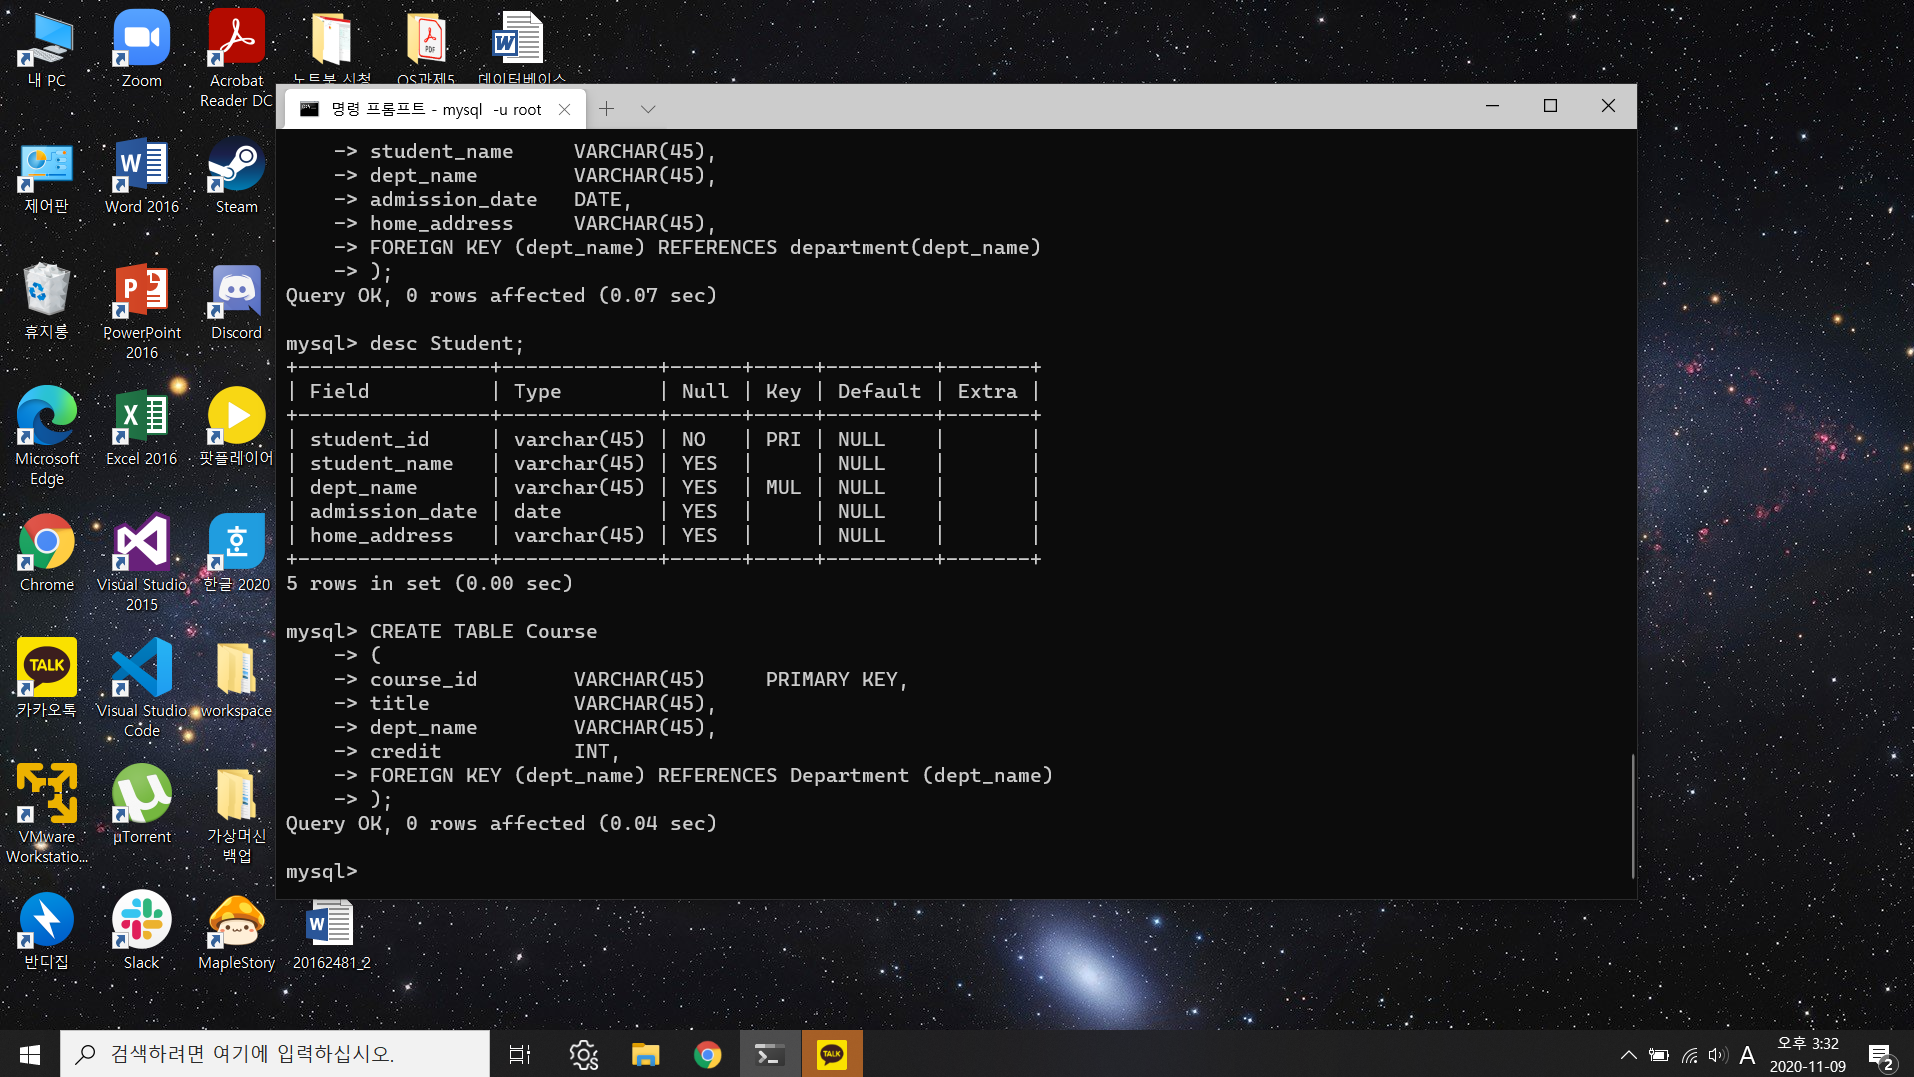 내 PC
Zoom
Acrobat
Reader DC
노트북 신청
OS과제5
데이터베이스
제어판
Word 2016
Steam
휴지통
PowerPoint
2016
Discord
Microsoft
Edge
Excel 2016
팟플레이어
Chrome
Visual Studio
2015
한글 2020
카카오톡
Visual Studio
Code
workspace
VMware
Workstatio...
µTorrent
가상머신
백업
반디집
Slack
MapleStory
20162481_2
명령 프롬프트 - mysql  -u root
    -> student_name     VARCHAR(45),
    -> dept_name        VARCHAR(45),
    -> admission_date   DATE,
    -> home_address     VARCHAR(45),
    -> FOREIGN KEY (dept_name) REFERENCES department(dept_name)
    -> );
Query OK, 0 rows affected (0.07 sec)
mysql> desc Student;
+----------------+-------------+------+-----+---------+-------+
| Field          | Type        | Null | Key | Default | Extra |
+----------------+-------------+------+-----+---------+-------+
| student_id     | varchar(45) | NO   | PRI | NULL    |       |
| student_name   | varchar(45) | YES  |     | NULL    |       |
| dept_name      | varchar(45) | YES  | MUL | NULL    |       |
| admission_date | date        | YES  |     | NULL    |       |
| home_address   | varchar(45) | YES  |     | NULL    |       |
+----------------+-------------+------+-----+---------+-------+
5 rows in set (0.00 sec)
mysql> CREATE TABLE Course
    -> (
    -> course_id        VARCHAR(45)     PRIMARY KEY,
    -> title            VARCHAR(45),
    -> dept_name        VARCHAR(45),
    -> credit           INT,
    -> FOREIGN KEY (dept_name) REFERENCES Department (dept_name)
    -> );
Query OK, 0 rows affected (0.04 sec)
mysql>
검색하려면 여기에 입력하십시오.
TALK
A
오후 3:32
2020-11-09
2